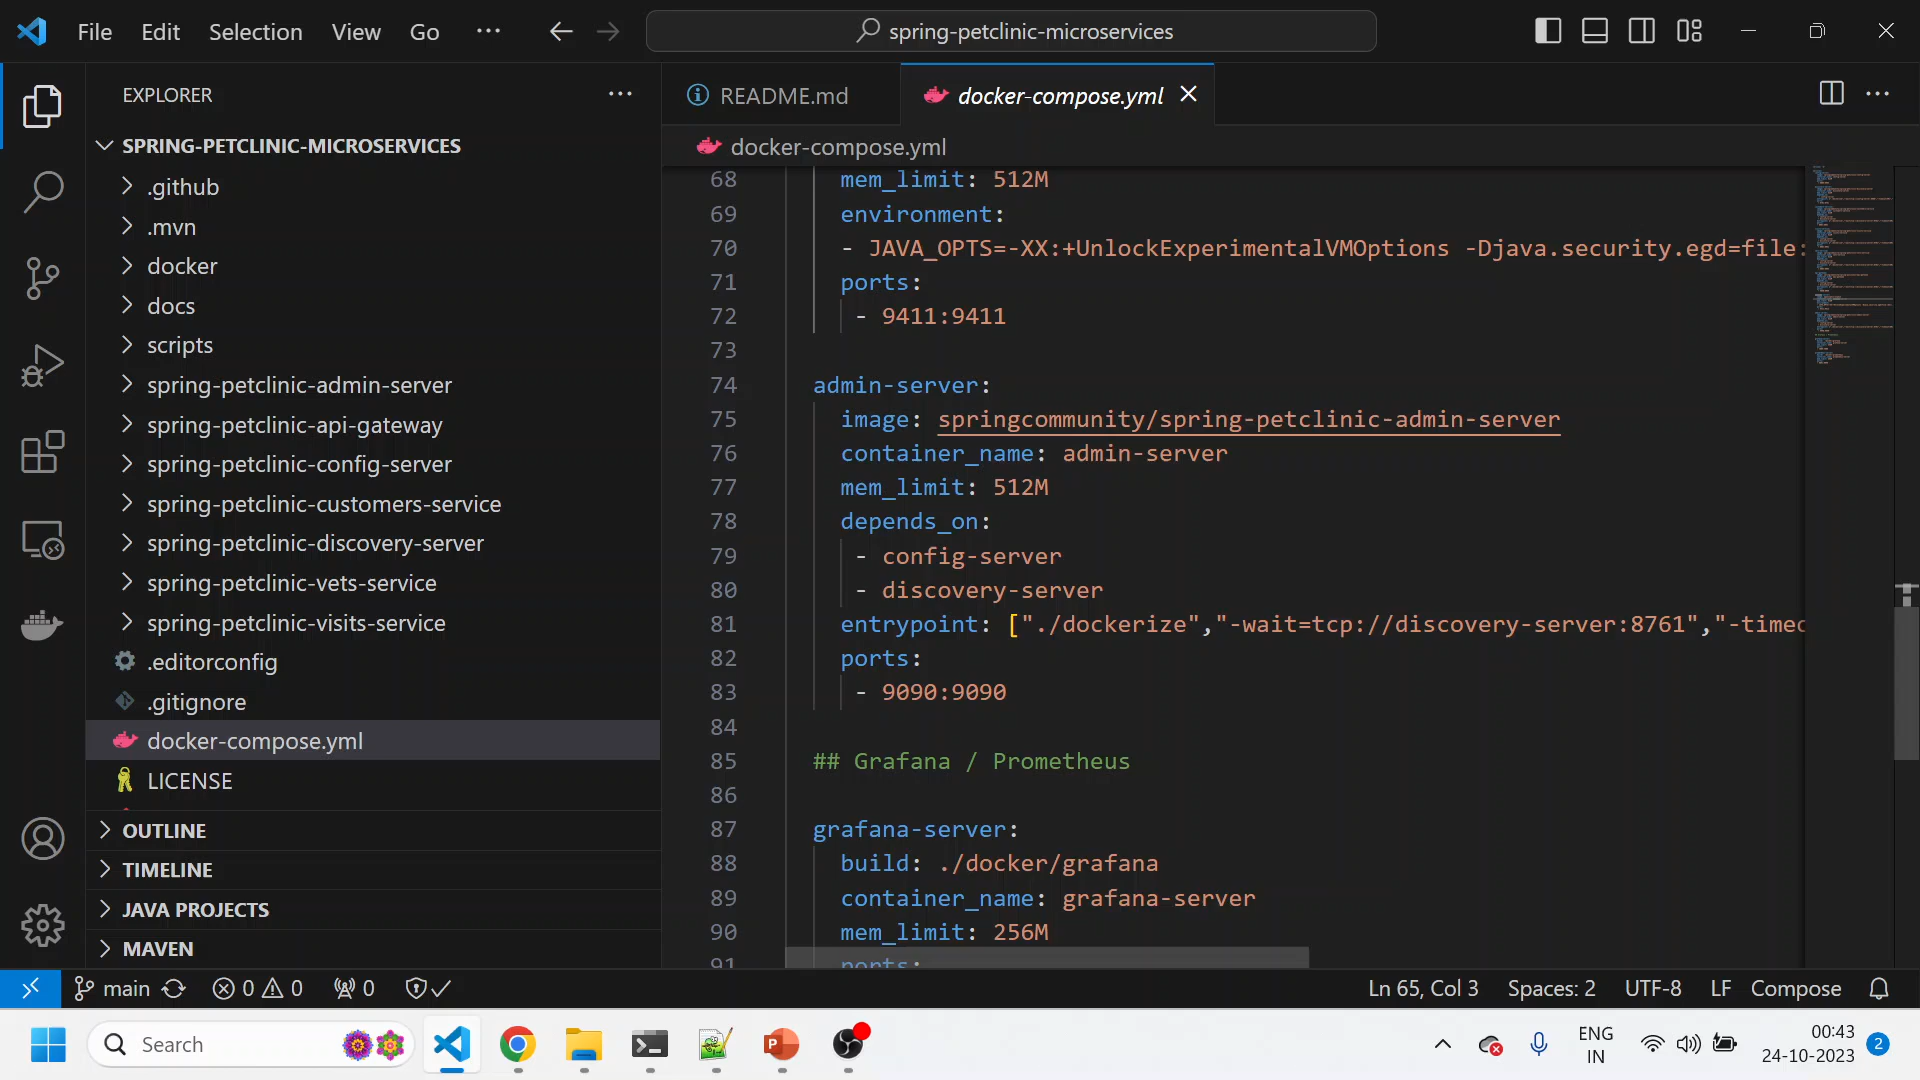 File Edit Selection View Go ··· spring-petclinic-microservices
EXPLORER ···
README.md docker-compose.yml
SPRING-PETCLINIC-MICROSERVICES
docker-compose.yml
.github
.mvn
docker
docs
scripts
spring-petclinic-admin-server
spring-petclinic-api-gateway
spring-petclinic-config-server
spring-petclinic-customers-service
spring-petclinic-discovery-server
spring-petclinic-vets-service
spring-petclinic-visits-service
.editorconfig
.gitignore
docker-compose.yml
LICENSE
OUTLINE
TIMELINE
JAVA PROJECTS
MAVEN
68 mem_limit: 512M
69 environment:
70 - JAVA_OPTS=-XX:+UnlockExperimentalVMOptions -Djava.security.egd=file:
71 ports:
72 - 9411:9411
73
74 admin-server:
75 image: springcommunity/spring-petclinic-admin-server
76 container_name: admin-server
77 mem_limit: 512M
78 depends_on:
79 - config-server
80 - discovery-server
81 entrypoint: ["./dockerize","-wait=tcp://discovery-server:8761","-timeo
82 ports:
83 - 9090:9090
84
85 ## Grafana / Prometheus
86
87 grafana-server:
88 build: ./docker/grafana
89 container_name: grafana-server
90 mem_limit: 256M
91 ports:
main 0 0 0 Ln 65, Col 3 Spaces: 2 UTF-8 LF Compose
Search
P
ENG
IN
00:43
24-10-2023
2